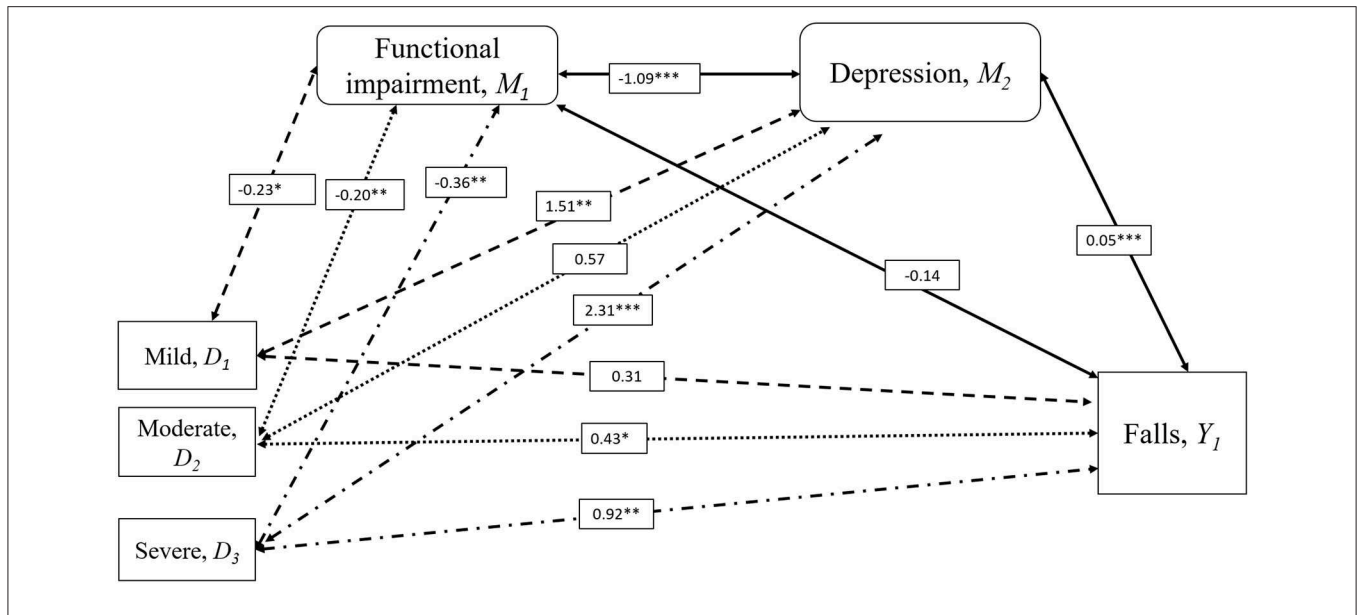 Functional
impairment, M1
Depression, M2
-1.09***
-0.23*
-0.20**
-0.36**
1.51**
0.57
2.31***
-0.14
0.05***
Mild, D1
0.31
Moderate,
D2
0.43*
Falls, Y1
Severe, D3
0.92**